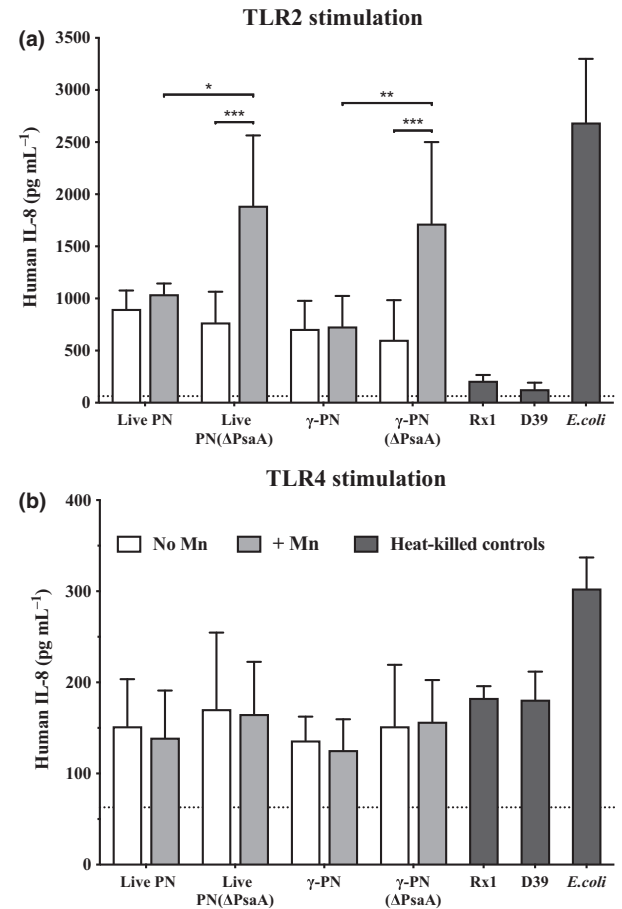 TLR2 stimulation
(a)
3500
3000
2500
2000
1500
1000
500
0
Human IL-8 (pg mL⁻¹)
*
***
**
***
Live PN
Live
PN(ΔPsaA)
γ-PN
γ-PN
(ΔPsaA)
Rx1
D39
E.coli
TLR4 stimulation
(b)
400
300
200
100
0
Human IL-8 (pg mL⁻¹)
No Mn
+ Mn
Heat-killed controls
Live PN
Live
PN(ΔPsaA)
γ-PN
γ-PN
(ΔPsaA)
Rx1
D39
E.coli